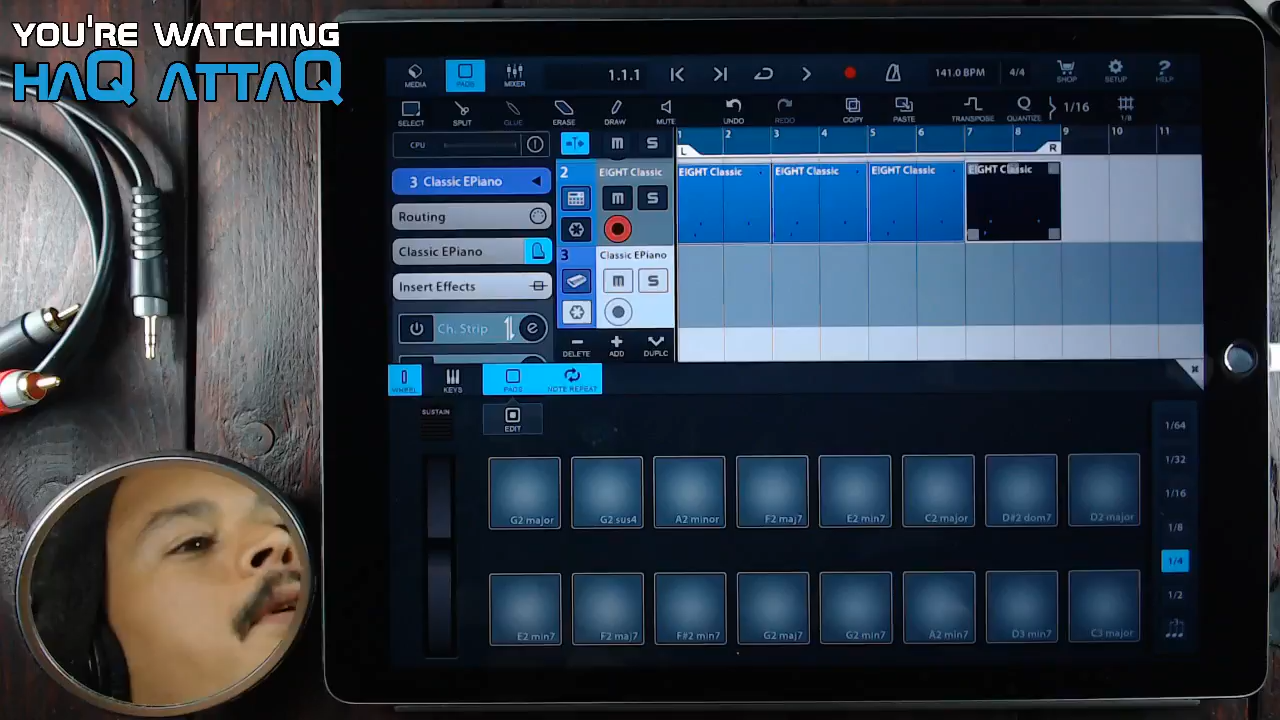 YOU'RE WATCHING
HAQ ATTAQ
MEDIA
PADS
MIXER
1.1.1
141.0 BPM
4/4
SHOP
SETUP
HELP
SELECT
SPLIT
GLUE
ERASE
DRAW
MUTE
UNDO
REDO
COPY
PASTE
TRANSPOSE
QUANTIZE
1/16
1/8
CPU
M
S
1
2
3
4
5
6
7
8
9
10
11
L
R
3 Classic EPiano
2
EIGHT Classic
EIGHT Classic
EIGHT Classic
EIGHT Classic
EIGHT Classic
M
S
Routing
Classic EPiano
3
Classic EPiano
M
S
Insert Effects
Ch. Strip
e
DELETE
ADD
DUPLC
WHEEL
KEYS
PADS
NOTE REPEAT
SUSTAIN
EDIT
1/64
1/32
1/16
1/8
1/4
1/2
3
G2 major
G2 sus4
A2 minor
F2 maj7
E2 min7
C2 major
D#2 dom7
D2 major
E2 min7
F2 maj7
F#2 min7
G2 maj7
G2 min7
A2 min7
D3 min7
C3 major